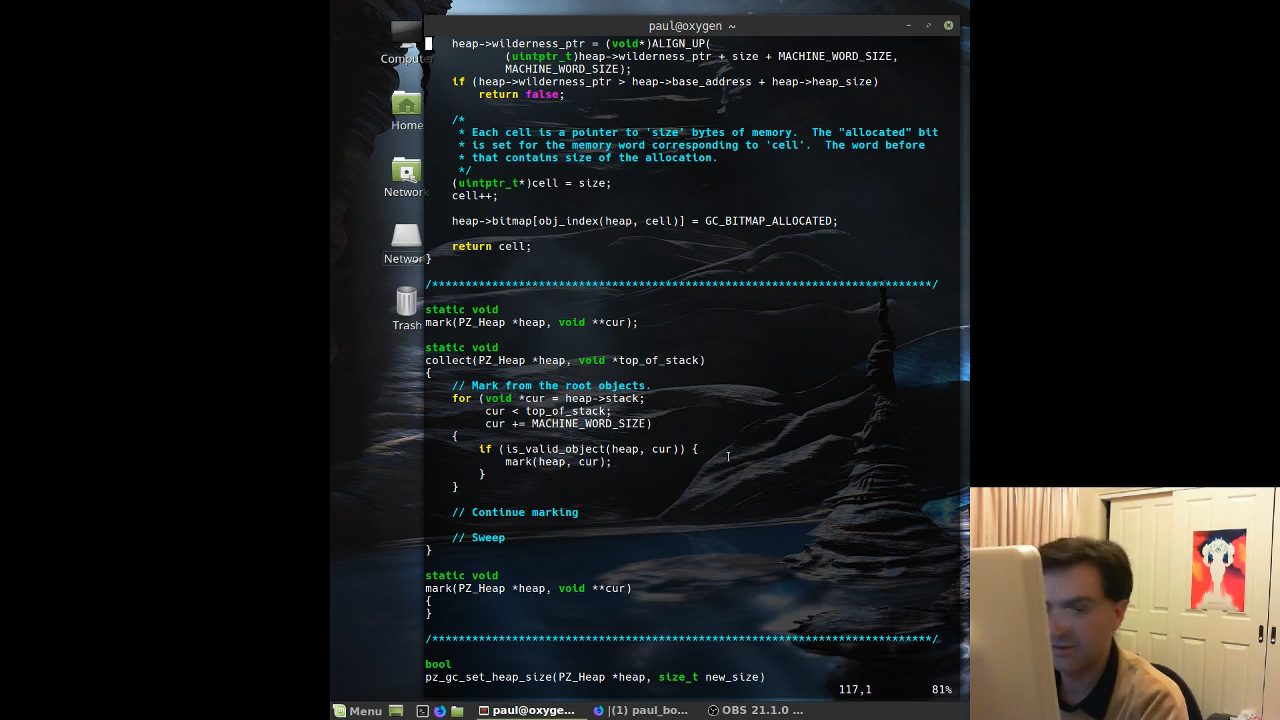 paul@oxygen ~
heap->wilderness_ptr = (void*)ALIGN_UP(
(uintptr_t)heap->wilderness_ptr + size + MACHINE_WORD_SIZE,
MACHINE_WORD_SIZE);
if (heap->wilderness_ptr > heap->base_address + heap->heap_size)
return false;
/*
* Each cell is a pointer to 'size' bytes of memory.  The "allocated" bit
* is set for the memory word corresponding to 'cell'.  The word before
* that contains size of the allocation.
*/
(uintptr_t*)cell = size;
cell++;
heap->bitmap[obj_index(heap, cell)] = GC_BITMAP_ALLOCATED;
return cell;
}
/***************************************************************************/
static void
mark(PZ_Heap *heap, void **cur);
static void
collect(PZ_Heap *heap, void *top_of_stack)
{
// Mark from the root objects.
for (void *cur = heap->stack;
cur < top_of_stack;
cur += MACHINE_WORD_SIZE)
{
if (is_valid_object(heap, cur)) {
mark(heap, cur);
}
}
// Continue marking
// Sweep
}
static void
mark(PZ_Heap *heap, void **cur)
{
}
/***************************************************************************/
bool
pz_gc_set_heap_size(PZ_Heap *heap, size_t new_size)
117,1 81%
Computer
Home
Network
Networ
Trash
Menu
paul@oxyge...
|(1) paul_bo...
OBS 21.1.0 ...